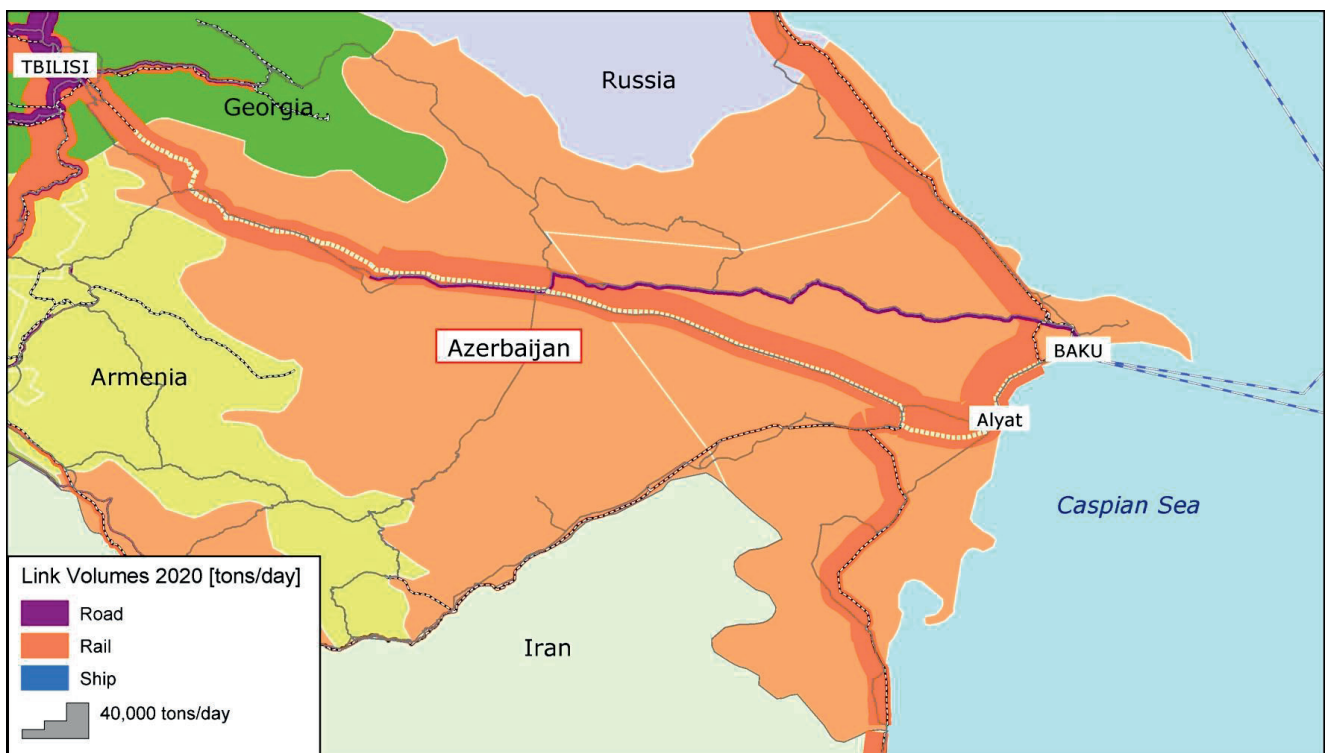 TBILISI
Georgia
Russia
Azerbaijan
Armenia
BAKU
Alyat
Caspian Sea
Iran
Link Volumes 2020 [tons/day]
Road
Rail
Ship
40,000 tons/day